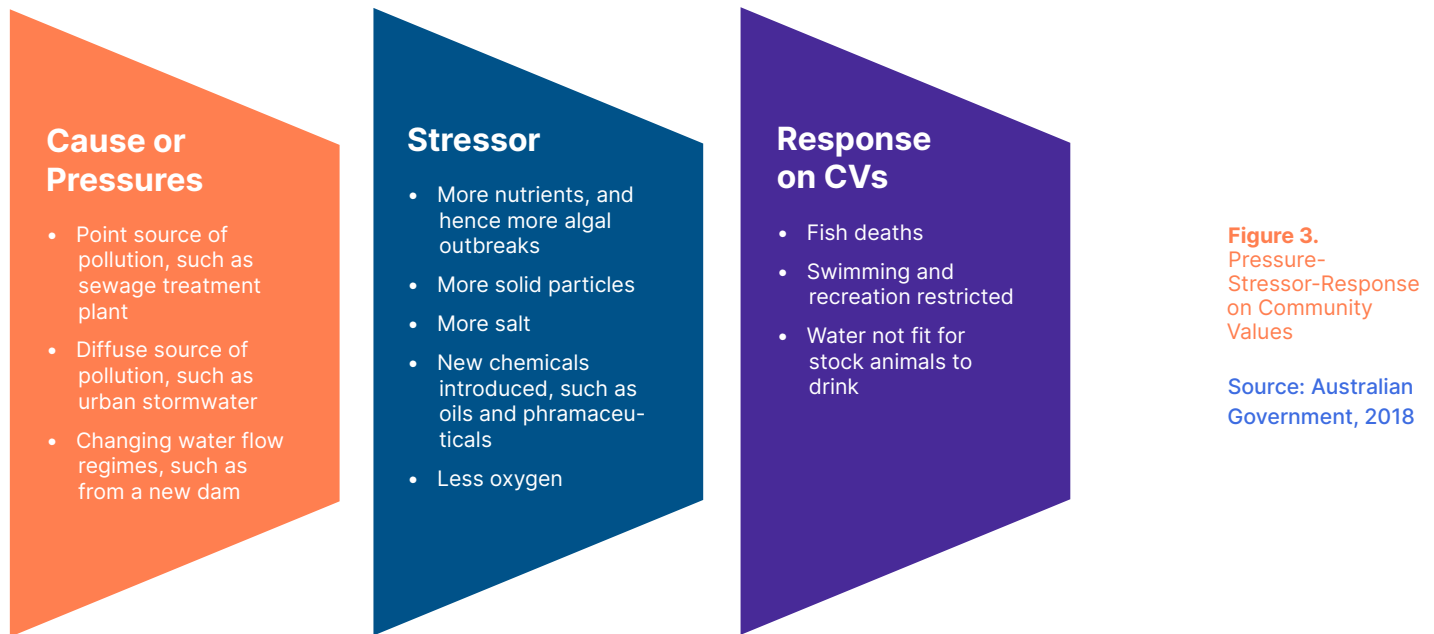 Cause or
Pressures
• Point source of
pollution, such as
sewage treatment
plant
• Diffuse source of
pollution, such as
urban stormwater
• Changing water flow
regimes, such as
from a new dam
Stressor
• More nutrients, and
hence more algal
outbreaks
• More solid particles
• More salt
• New chemicals
introduced, such as
oils and phramaceu-
ticals
• Less oxygen
Response
on CVs
• Fish deaths
• Swimming and
recreation restricted
• Water not fit for
stock animals to
drink
Figure 3.
Pressure-
Stressor-Response
on Community
Values
Source: Australian
Government, 2018